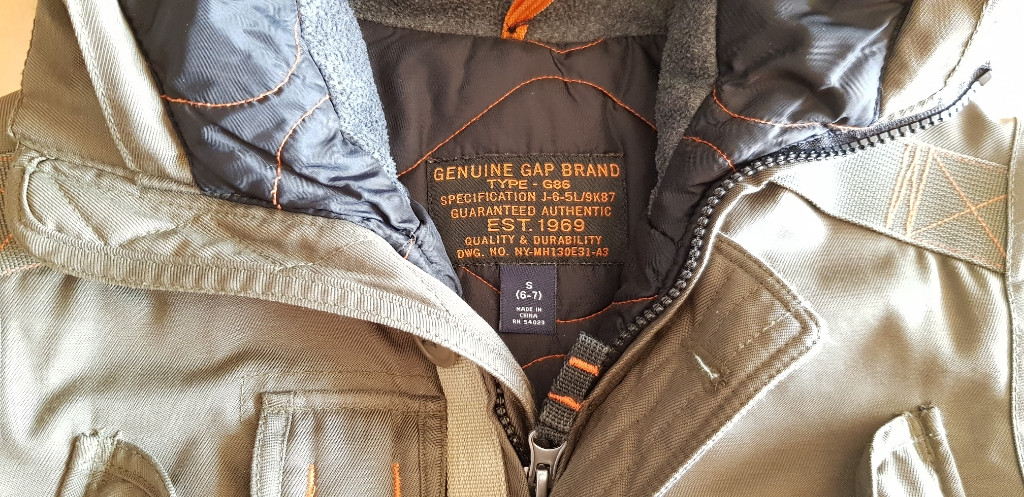 GENUINE GAP BRAND
TYPE - G86
SPECIFICATION J-6-5L/9K87
GUARANTEED AUTHENTIC
EST. 1969
QUALITY & DURABILITY
DWG. NO. NY-MH130E31-A3
S
(6-7)
MADE IN
CHINA
RN 54023